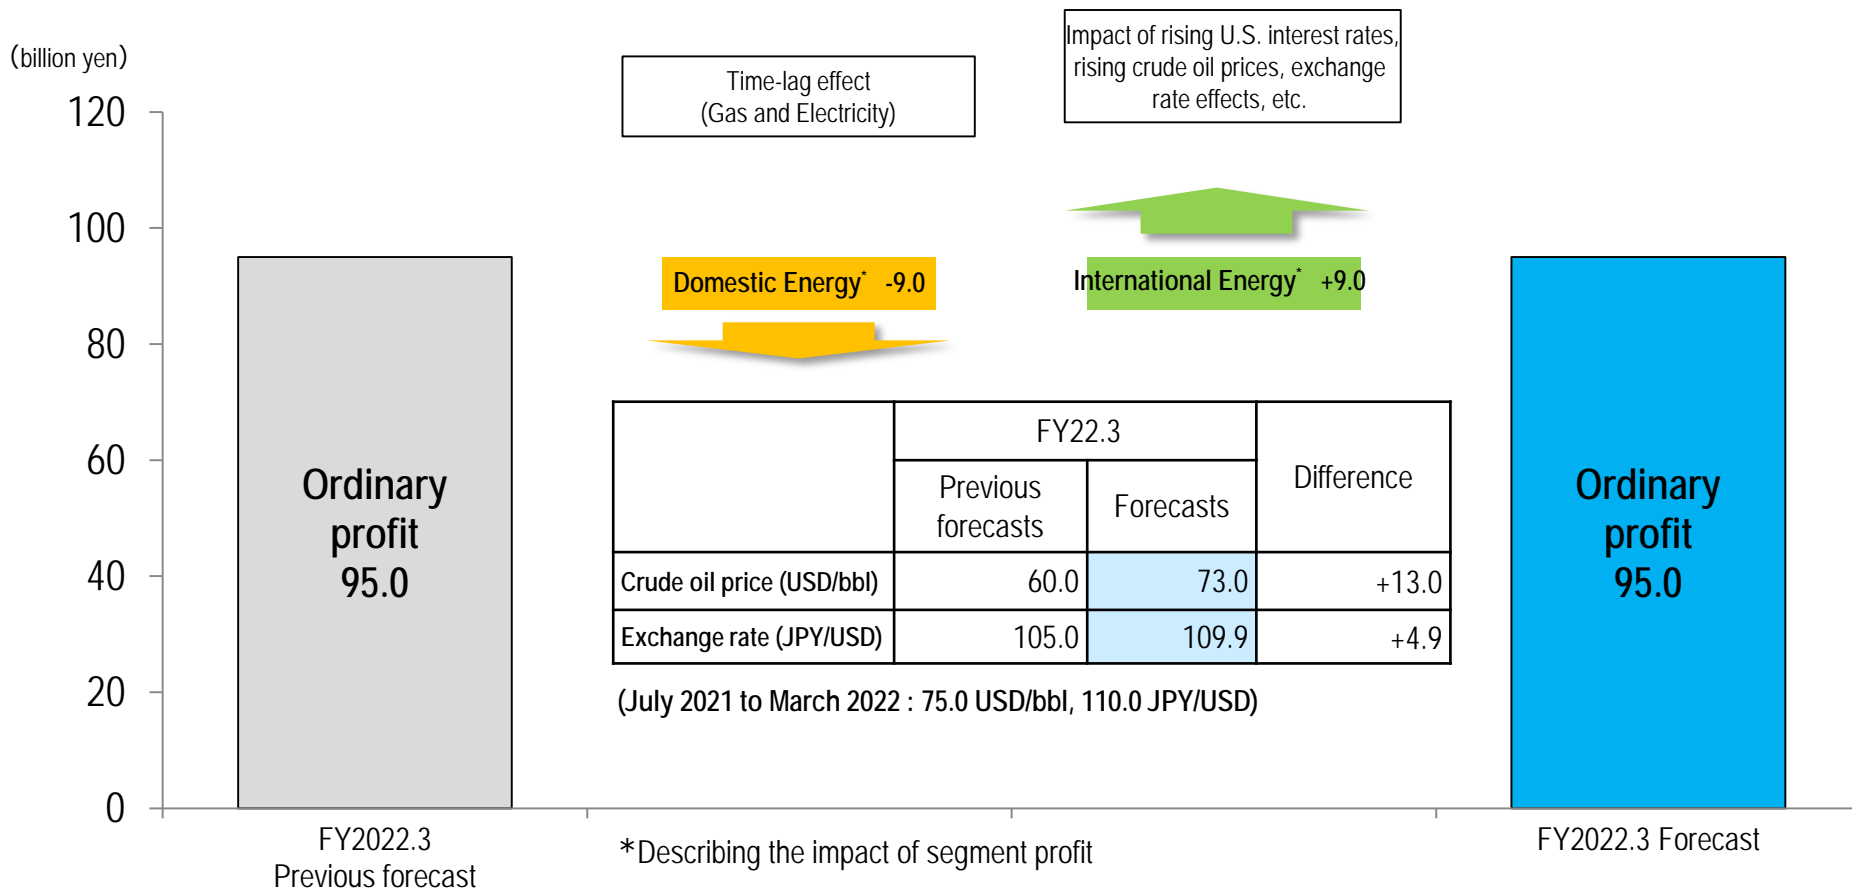 (billion yen)
120
100
80
60
40
20
0
Time-lag effect
(Gas and Electricity)
Impact of rising U.S. interest rates,
rising crude oil prices, exchange
rate effects, etc.
Domestic Energy* -9.0
International Energy* +9.0
Ordinary
profit
95.0
FY22.3
Previous
forecasts
Forecasts
Difference
Crude oil price (USD/bbl) 60.0 73.0 +13.0
Exchange rate (JPY/USD) 105.0 109.9 +4.9
(July 2021 to March 2022 : 75.0 USD/bbl, 110.0 JPY/USD)
Ordinary
profit
95.0
FY2022.3
Previous forecast
*Describing the impact of segment profit
FY2022.3 Forecast